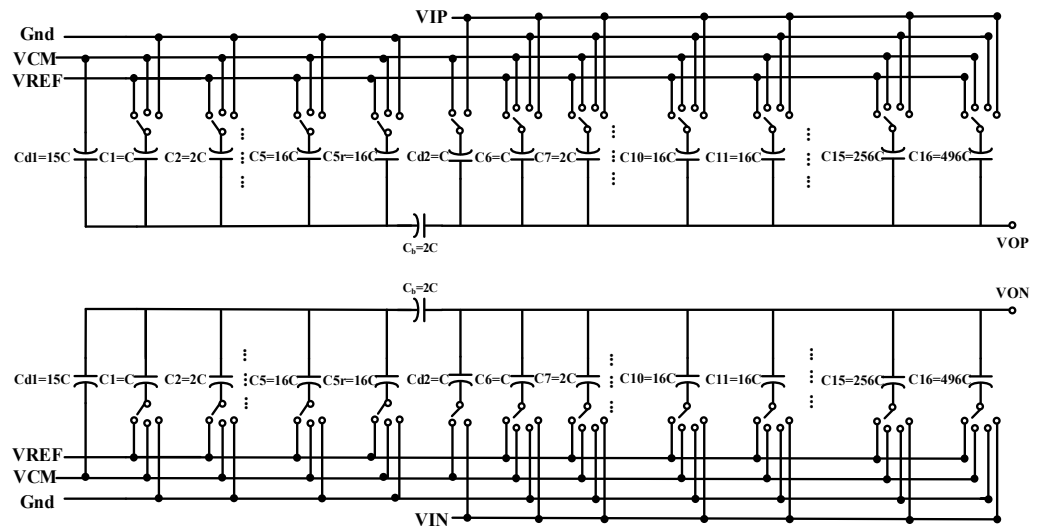 VIP
Gnd
VCM
VREF
Cd1=15C C1=C C2=2C C5=16C C5r=16C Cd2=C C6=C C7=2C C10=16C C11=16C C15=256C C16=496C
Cb=2C
VOP
Cb=2C
VON
Cd1=15C C1=C C2=2C C5=16C C5r=16C Cd2=C C6=C C7=2C C10=16C C11=16C C15=256C C16=496C
VREF
VCM
Gnd
VIN